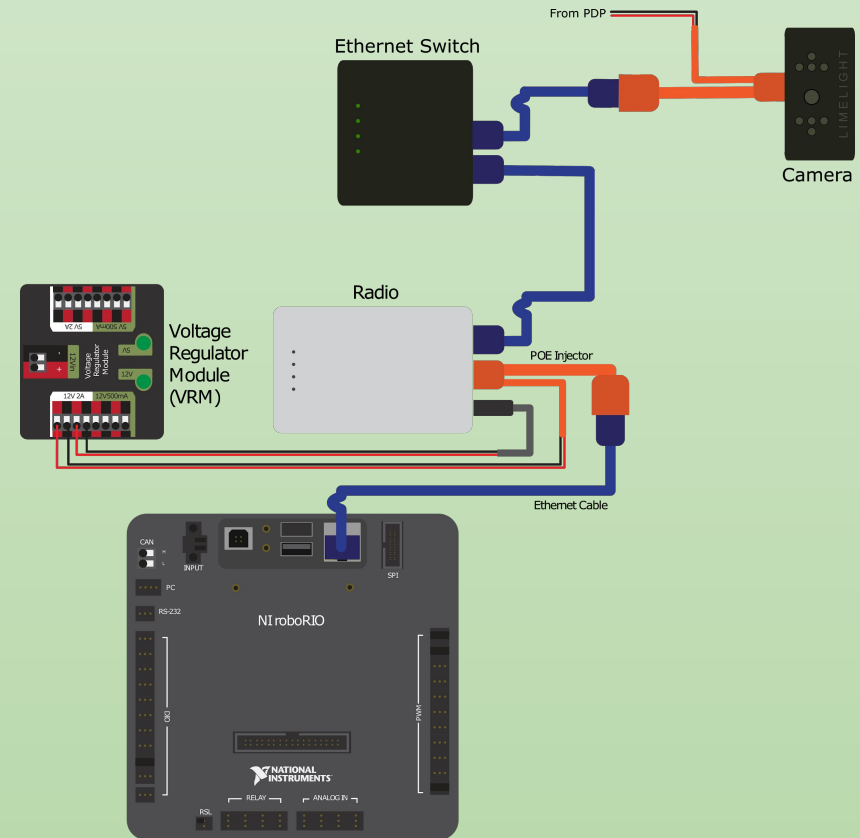 From PDP
Ethernet Switch
LIMELIGHT
Camera
Radio
5V 2A
5V 500mA
Voltage
Regulator
Module
(VRM)
12Vin
-
+
Voltage
Regulator
Module
5V
12V
12V 2A
12V500mA
POE Injector
Ethernet Cable
CAN
H
L
INPUT
SPI
PC
RS-232
NI roboRIO
DIO
PWM
NATIONAL
INSTRUMENTS
RELAY
ANALOG IN
RSL